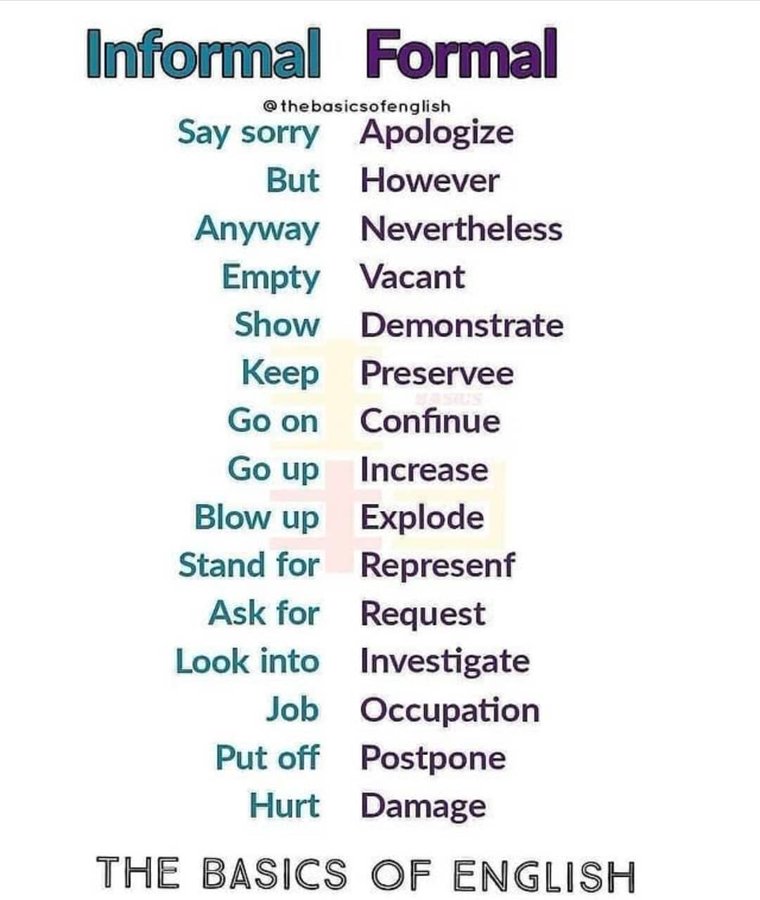 Informal Formal
@thebasicsofenglish
Say sorry Apologize
But However
Anyway Nevertheless
Empty Vacant
Show Demonstrate
Keep Preservee
BASICS
Go on Confinue
Go up Increase
Blow up Explode
Stand for Represenf
Ask for Request
Look into Investigate
Job Occupation
Put off Postpone
Hurt Damage
THE BASICS OF ENGLISH